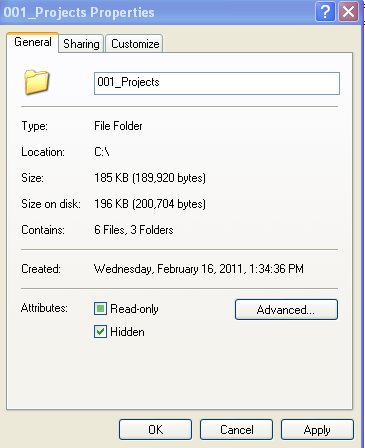 001_Projects Properties
General Sharing Customize
001_Projects
Type: File Folder
Location: C:\
Size: 185 KB (189,920 bytes)
Size on disk: 196 KB (200,704 bytes)
Contains: 6 Files, 3 Folders
Created: Wednesday, February 16, 2011, 1:34:36 PM
Attributes: Read-only Advanced...
Hidden
OK Cancel Apply